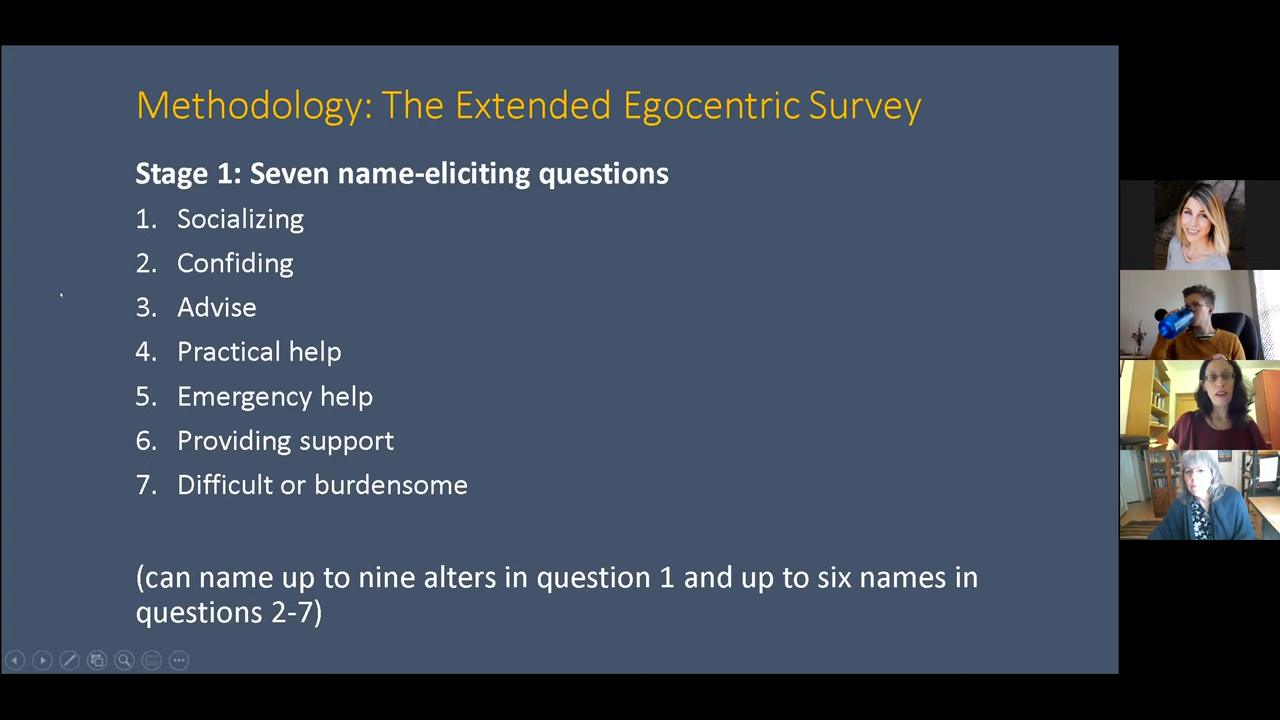 Methodology: The Extended Egocentric Survey
Stage 1: Seven name-eliciting questions
1. Socializing
2. Confiding
3. Advise
4. Practical help
5. Emergency help
6. Providing support
7. Difficult or burdensome
(can name up to nine alters in question 1 and up to six names in
questions 2-7)